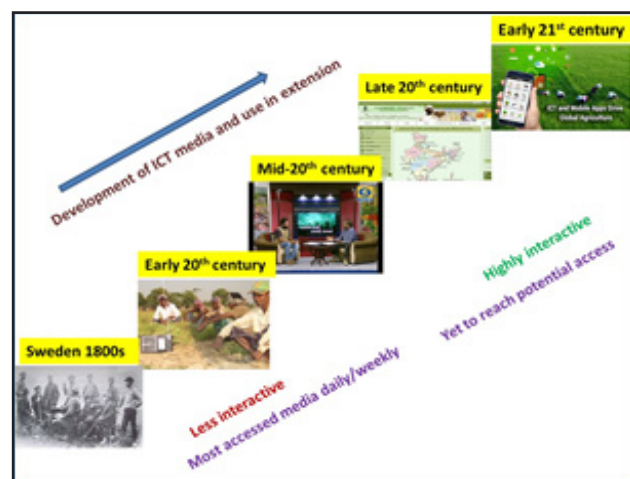 Early 21st century
ICT and Mobile Apps Drive
Global Agriculture
Late 20th century
Development of ICT media and use in extension
Mid-20th century
Early 20th century
Sweden 1800s
Highly interactive
Yet to reach potential access
Less interactive
Most accessed media daily/weekly